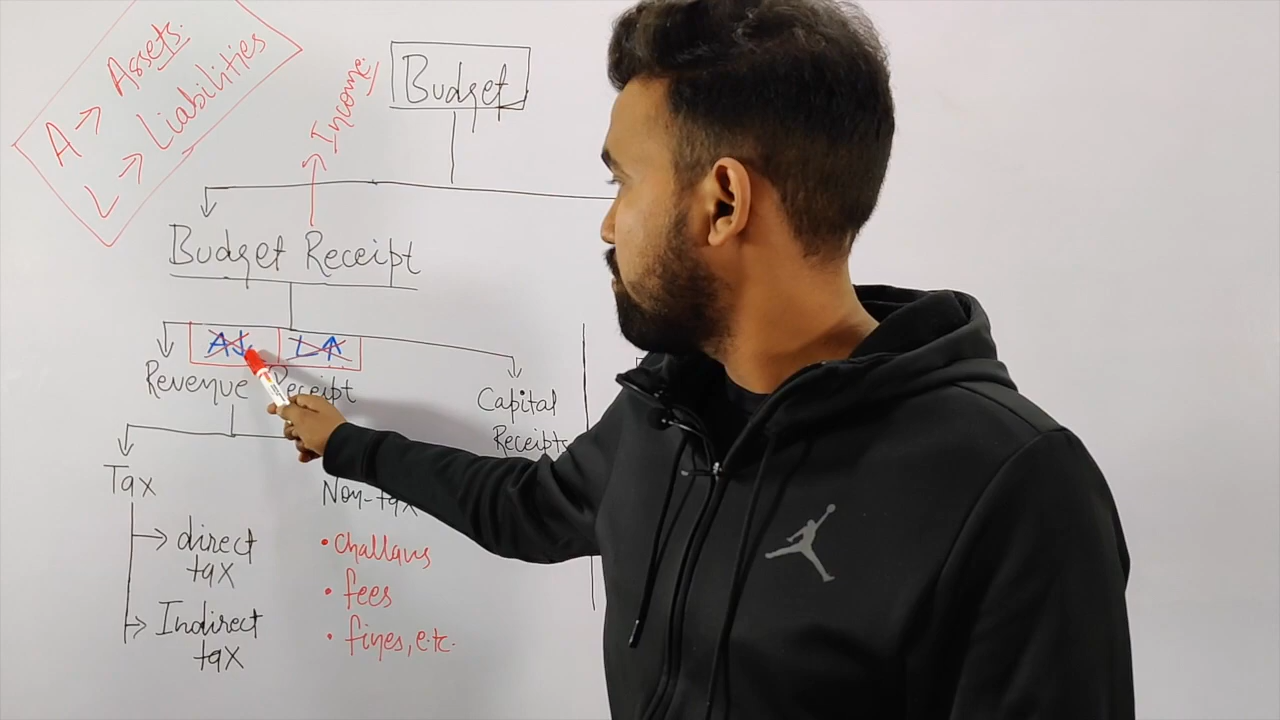 A → Assets
L → Liabilities
Income
Budget
Budget Receipt
LA
Revenue Receipt
Capital
Receipts
Tax
Non-tax
direct
tax
Indirect
tax
• challans
• fees
• fines, etc.